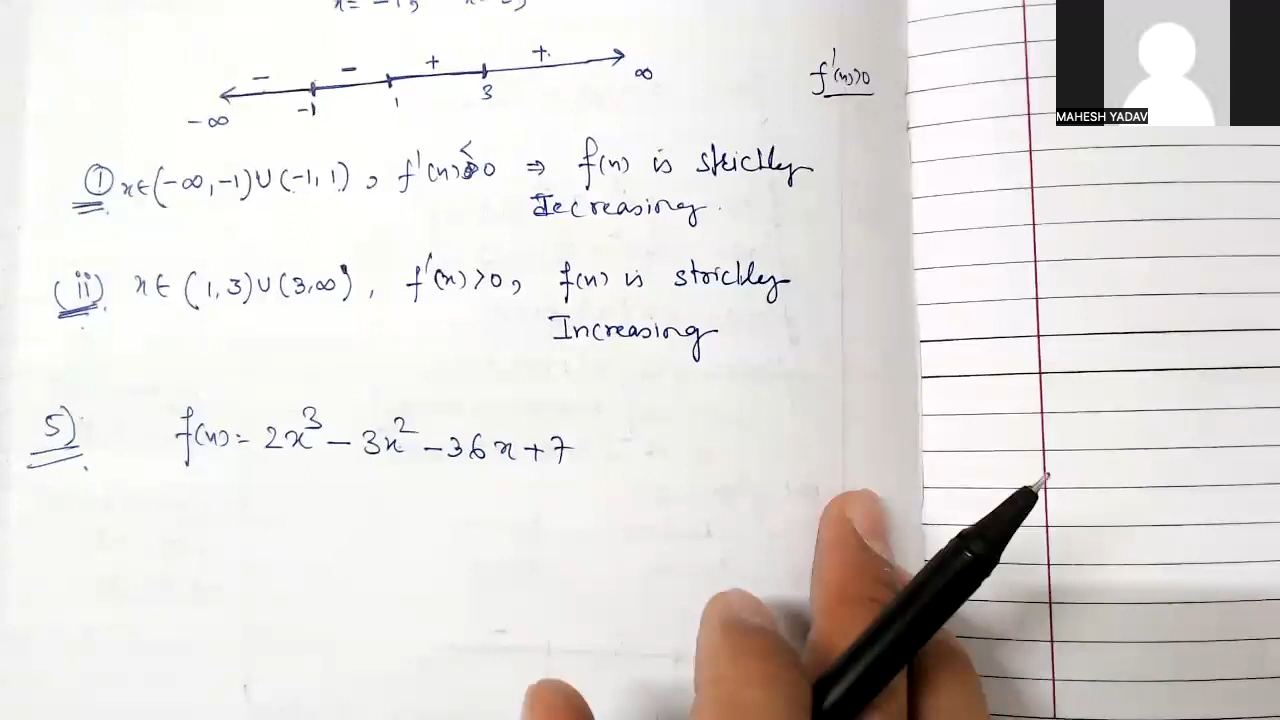 x = -1,
- - + +
-∞ -1 1 3 ∞
f'(x)>0
MAHESH YADAV
① x∈(-∞,-1)∪(-1,1), f'(x)<0 ⇒ f(x) is strictly
Decreasing.
(ii) x∈(1,3)∪(3,∞), f'(x)>0, f(x) is strictly
Increasing
5) f(x)= 2x³-3x²-36x+7